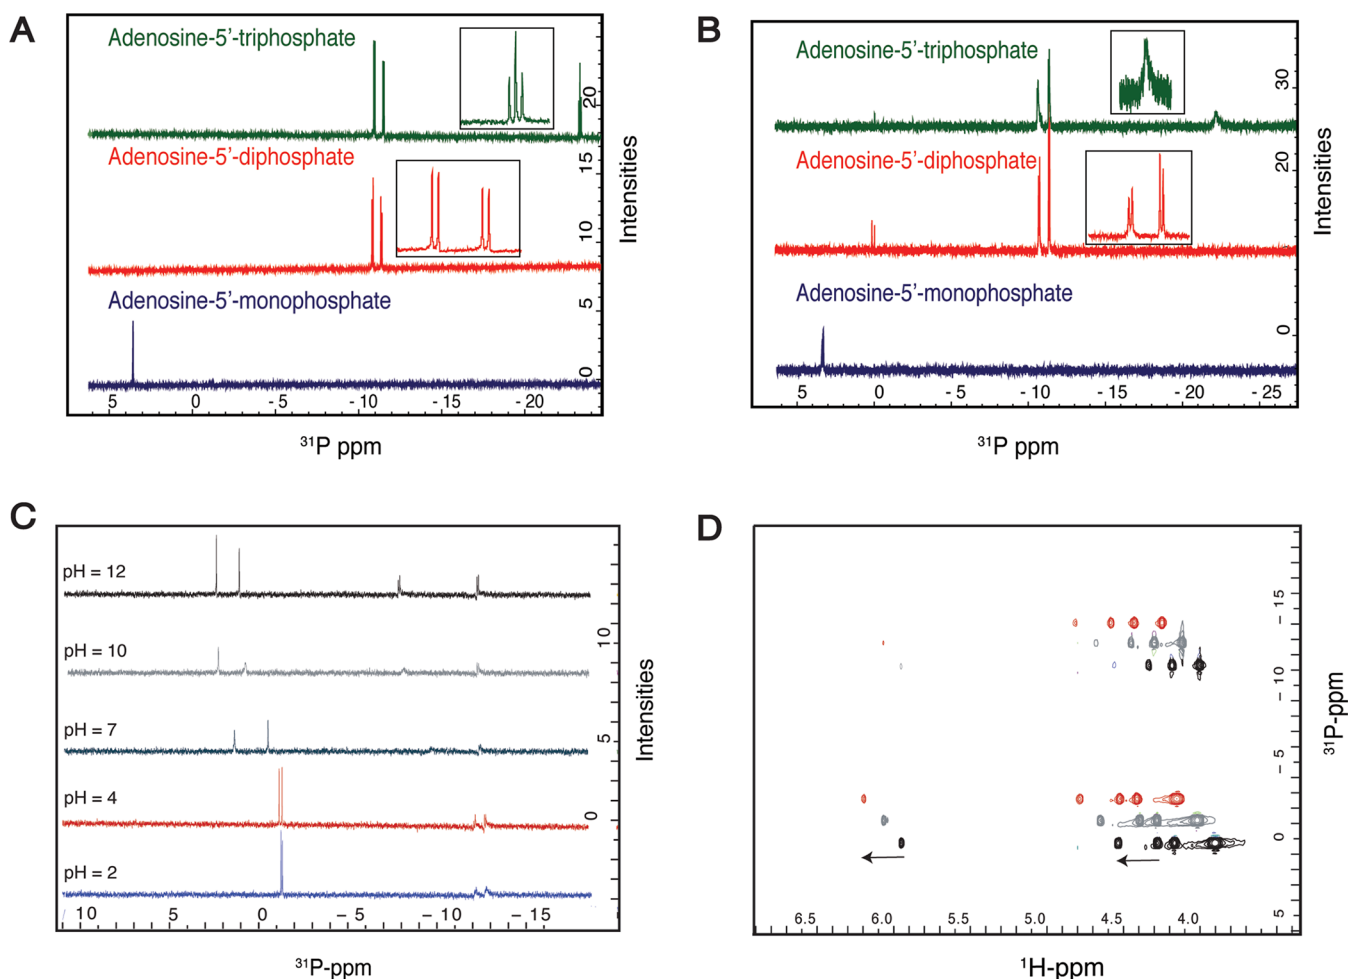 A
Adenosine-5’-triphosphate
Adenosine-5’-diphosphate
Adenosine-5’-monophosphate
20
15
10
5
0
Intensities
5 0 -5 -10 -15 -20
³¹P ppm
B
Adenosine-5’-triphosphate
Adenosine-5’-diphosphate
Adenosine-5’-monophosphate
30
20
0
Intensities
5 0 -5 -10 -15 -20 -25
³¹P ppm
C
pH = 12
pH = 10
pH = 7
pH = 4
pH = 2
10
5
0
Intensities
10 5 0 -5 -10 -15
³¹P-ppm
D
-15
-10
-5
0
5
³¹P-ppm
6.5 6.0 5.5 5.0 4.5 4.0
¹H-ppm